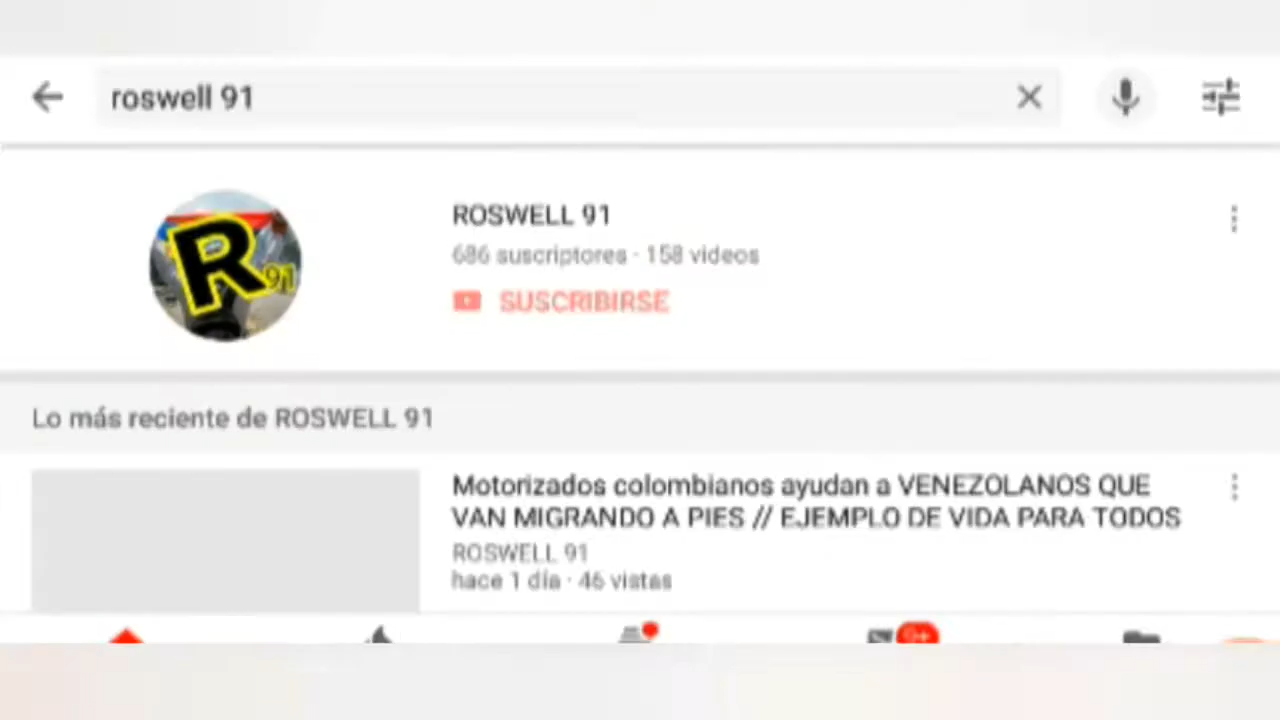 roswell 91
R
91
ROSWELL 91
686 suscriptores · 158 videos
SUSCRIBIRSE
Lo más reciente de ROSWELL 91
Motorizados colombianos ayudan a VENEZOLANOS QUE
VAN MIGRANDO A PIES // EJEMPLO DE VIDA PARA TODOS
ROSWELL 91
hace 1 día · 46 vistas
9+